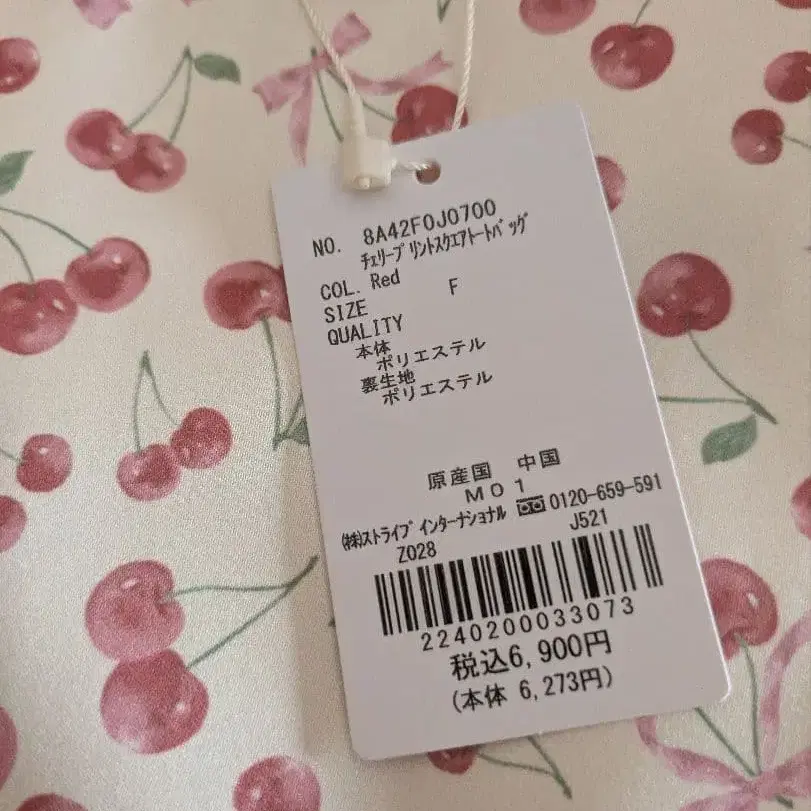 NO. 8A42F0J0700
ﾁｪﾘｰﾌﾟﾘﾝﾄｽｸｴｱﾄｰﾄﾊﾞｯｸﾞ
COL. Red
SIZE F
QUALITY
本体
ポリエステル
裏生地
ポリエステル
原産国 中国
M01
㈱ｽﾄﾗｲﾌﾟｲﾝﾀｰﾅｼｮﾅﾙ 0120-659-591
Z028 J521
2240200033073
税込6,900円
(本体 6,273円)